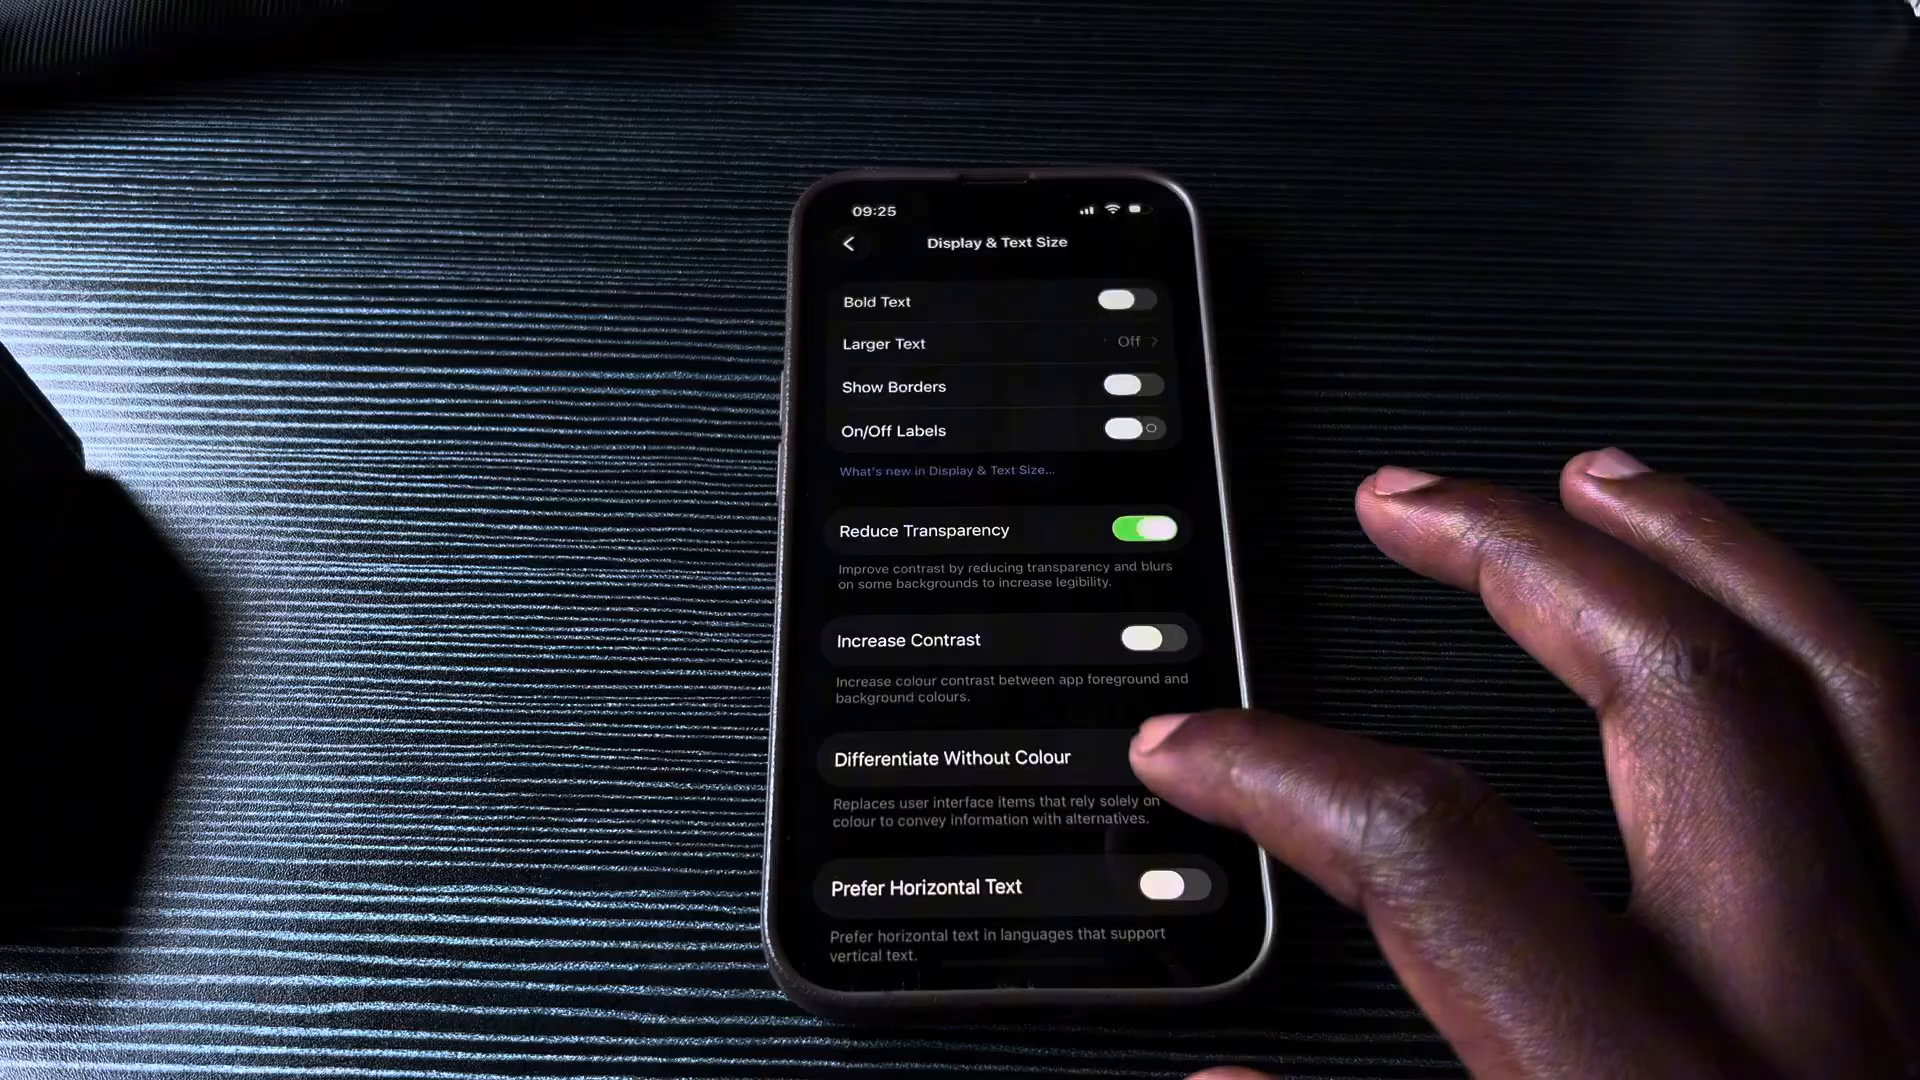 09:25
Display & Text Size
Bold Text
Larger Text Off
Show Borders
On/Off Labels
What's new in Display & Text Size...
Reduce Transparency
Improve contrast by reducing transparency and blurs
on some backgrounds to increase legibility.
Increase Contrast
Increase colour contrast between app foreground and
background colours.
Differentiate Without Colour
Replaces user interface items that rely solely on
colour to convey information with alternatives.
Prefer Horizontal Text
Prefer horizontal text in languages that support
vertical text.